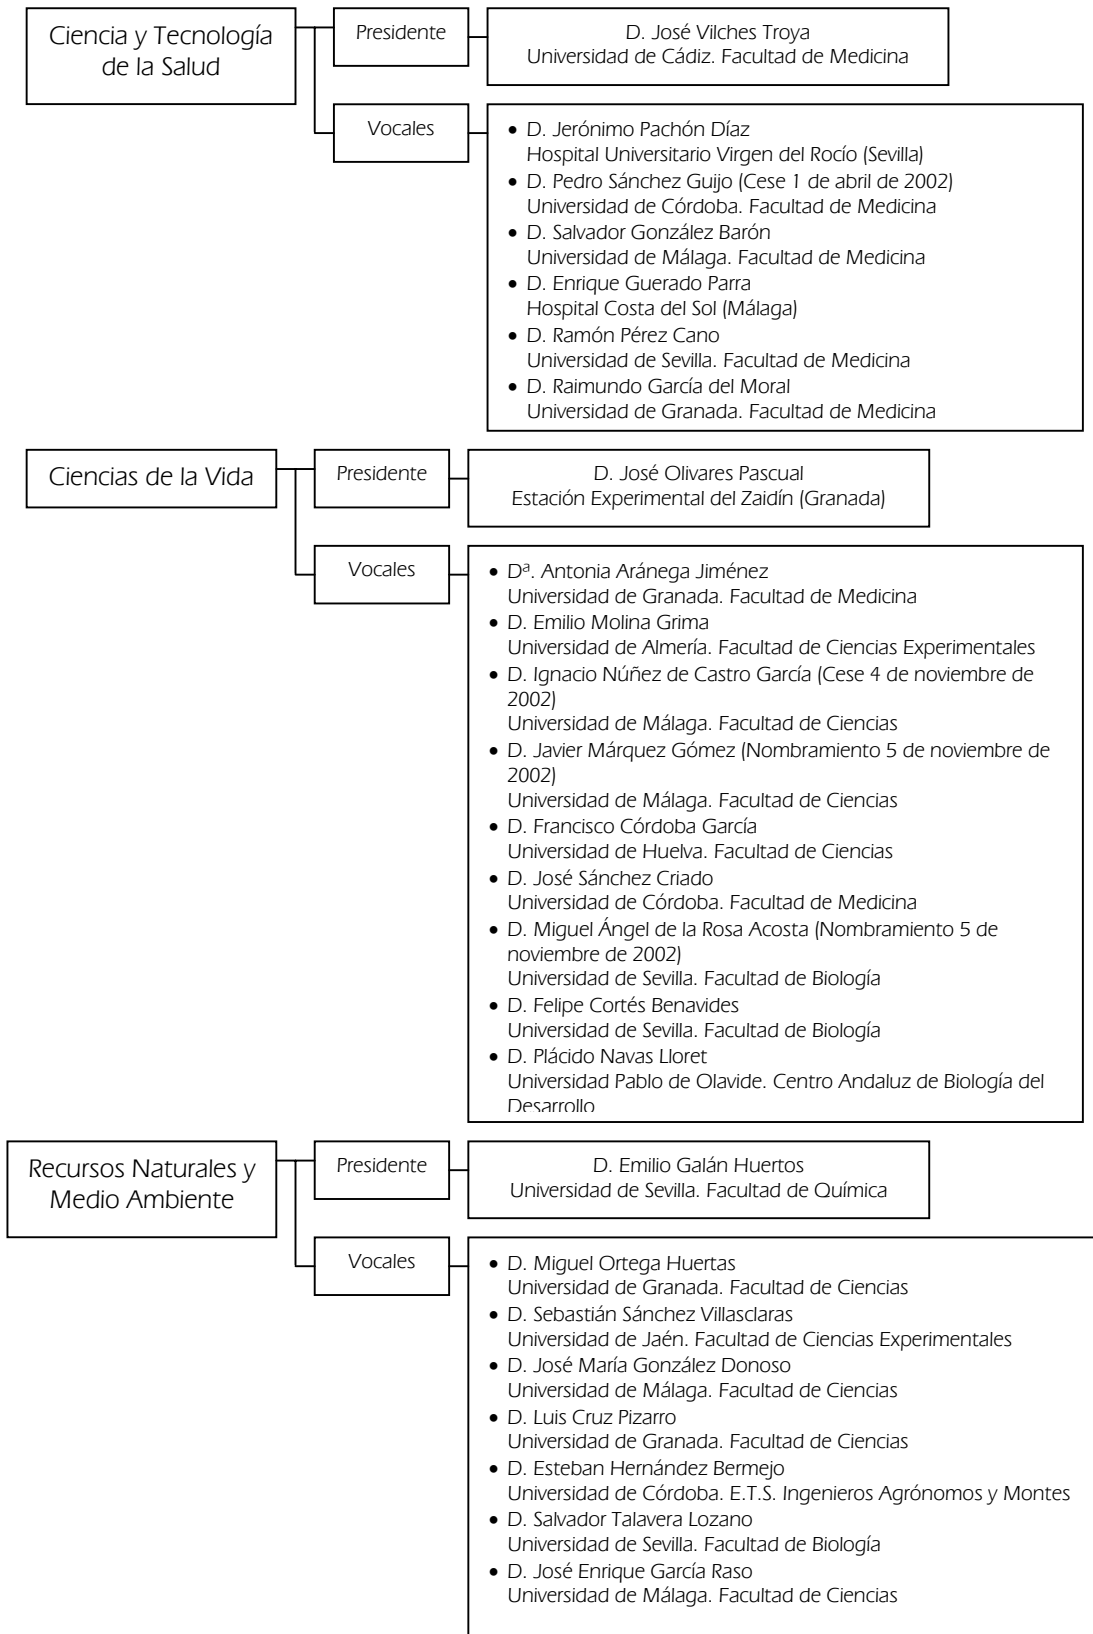 Ciencia y Tecnología
de la Salud
Presidente
D. José Vilches Troya
Universidad de Cádiz. Facultad de Medicina
Vocales
• D. Jerónimo Pachón Díaz
Hospital Universitario Virgen del Rocío (Sevilla)
• D. Pedro Sánchez Guijo (Cese 1 de abril de 2002)
Universidad de Córdoba. Facultad de Medicina
• D. Salvador González Barón
Universidad de Málaga. Facultad de Medicina
• D. Enrique Guerado Parra
Hospital Costa del Sol (Málaga)
• D. Ramón Pérez Cano
Universidad de Sevilla. Facultad de Medicina
• D. Raimundo García del Moral
Universidad de Granada. Facultad de Medicina
Ciencias de la Vida
Presidente
D. José Olivares Pascual
Estación Experimental del Zaidín (Granada)
Vocales
• Dª. Antonia Aránega Jiménez
Universidad de Granada. Facultad de Medicina
• D. Emilio Molina Grima
Universidad de Almería. Facultad de Ciencias Experimentales
• D. Ignacio Núñez de Castro García (Cese 4 de noviembre de
2002)
Universidad de Málaga. Facultad de Ciencias
• D. Javier Márquez Gómez (Nombramiento 5 de noviembre de
2002)
Universidad de Málaga. Facultad de Ciencias
• D. Francisco Córdoba García
Universidad de Huelva. Facultad de Ciencias
• D. José Sánchez Criado
Universidad de Córdoba. Facultad de Medicina
• D. Miguel Ángel de la Rosa Acosta (Nombramiento 5 de
noviembre de 2002)
Universidad de Sevilla. Facultad de Biología
• D. Felipe Cortés Benavides
Universidad de Sevilla. Facultad de Biología
• D. Plácido Navas Lloret
Universidad Pablo de Olavide. Centro Andaluz de Biología del
Desarrollo
Recursos Naturales y
Medio Ambiente
Presidente
D. Emilio Galán Huertos
Universidad de Sevilla. Facultad de Química
Vocales
• D. Miguel Ortega Huertas
Universidad de Granada. Facultad de Ciencias
• D. Sebastián Sánchez Villasclaras
Universidad de Jaén. Facultad de Ciencias Experimentales
• D. José María González Donoso
Universidad de Málaga. Facultad de Ciencias
• D. Luis Cruz Pizarro
Universidad de Granada. Facultad de Ciencias
• D. Esteban Hernández Bermejo
Universidad de Córdoba. E.T.S. Ingenieros Agrónomos y Montes
• D. Salvador Talavera Lozano
Universidad de Sevilla. Facultad de Biología
• D. José Enrique García Raso
Universidad de Málaga. Facultad de Ciencias